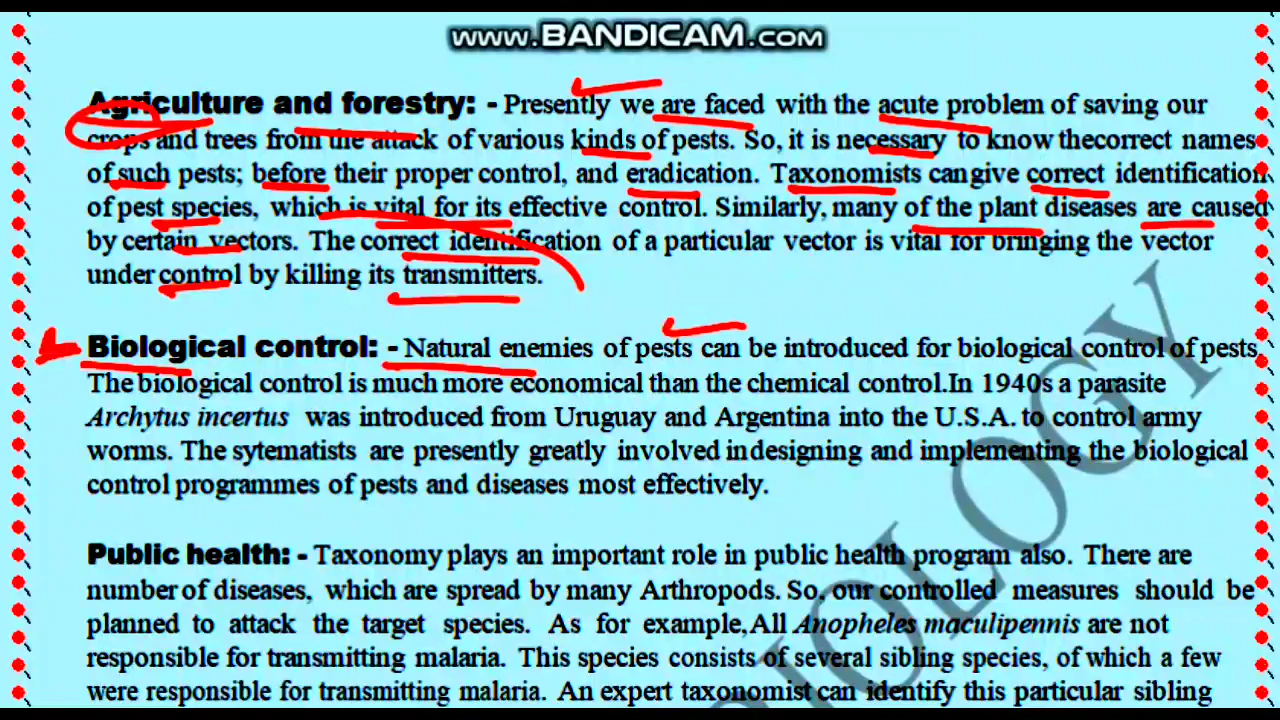 www.BANDICAM.com
Agriculture and forestry: - Presently we are faced with the acute problem of saving our
crops and trees from the attack of various kinds of pests. So, it is necessary to know thecorrect names
of such pests; before their proper control, and eradication. Taxonomists cangive correct identification
of pest species, which is vital for its effective control. Similarly, many of the plant diseases are caused
by certain vectors. The correct identification of a particular vector is vital for bringing the vector
under control by killing its transmitters.
Biological control: - Natural enemies of pests can be introduced for biological control of pests.
The biological control is much more economical than the chemical control.In 1940s a parasite
Archytus incertus was introduced from Uruguay and Argentina into the U.S.A. to control army
worms. The sytematists are presently greatly involved indesigning and implementing the biological
control programmes of pests and diseases most effectively.
Public health: - Taxonomy plays an important role in public health program also. There are
number of diseases, which are spread by many Arthropods. So, our controlled measures should be
planned to attack the target species. As for example,All Anopheles maculipennis are not
responsible for transmitting malaria. This species consists of several sibling species, of which a few
were responsible for transmitting malaria. An expert taxonomist can identify this particular sibling